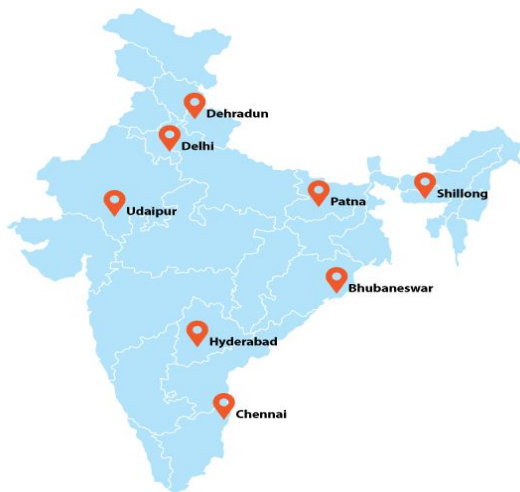 Dehradun
Delhi
Patna
Shillong
Udaipur
Bhubaneswar
Hyderabad
Chennai